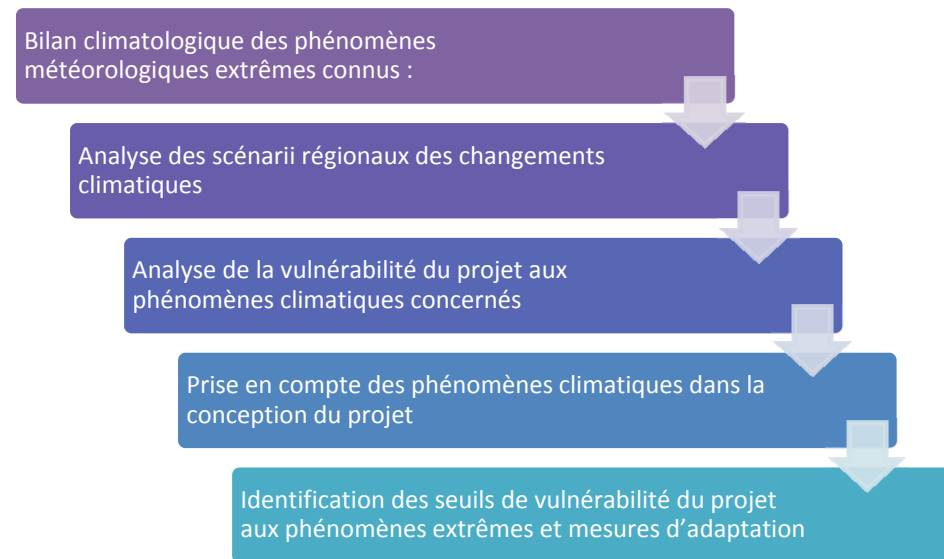 Bilan climatologique des phénomènes
météorologiques extrêmes connus :
Analyse des scénarii régionaux des changements
climatiques
Analyse de la vulnérabilité du projet aux
phénomènes climatiques concernés
Prise en compte des phénomènes climatiques dans la
conception du projet
Identification des seuils de vulnérabilité du projet
aux phénomènes extrêmes et mesures d’adaptation